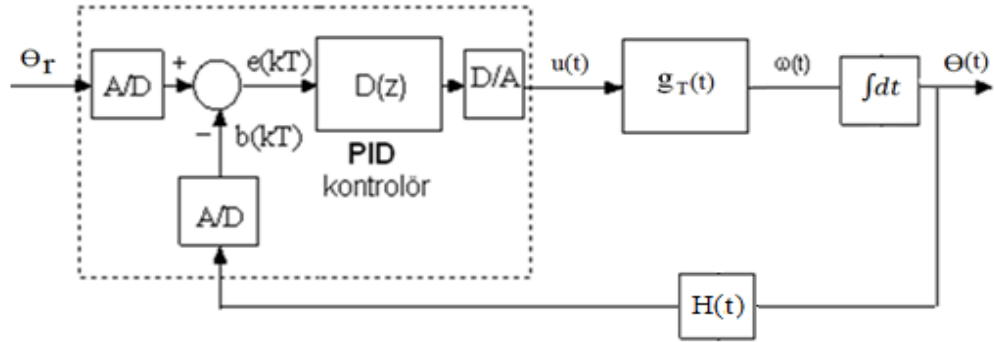 Θr
A/D
+
e(kT)
D(z)
D/A
u(t)
gT(t)
ω(t)
∫dt
Θ(t)
−
b(kT)
PID
kontrolör
A/D
H(t)